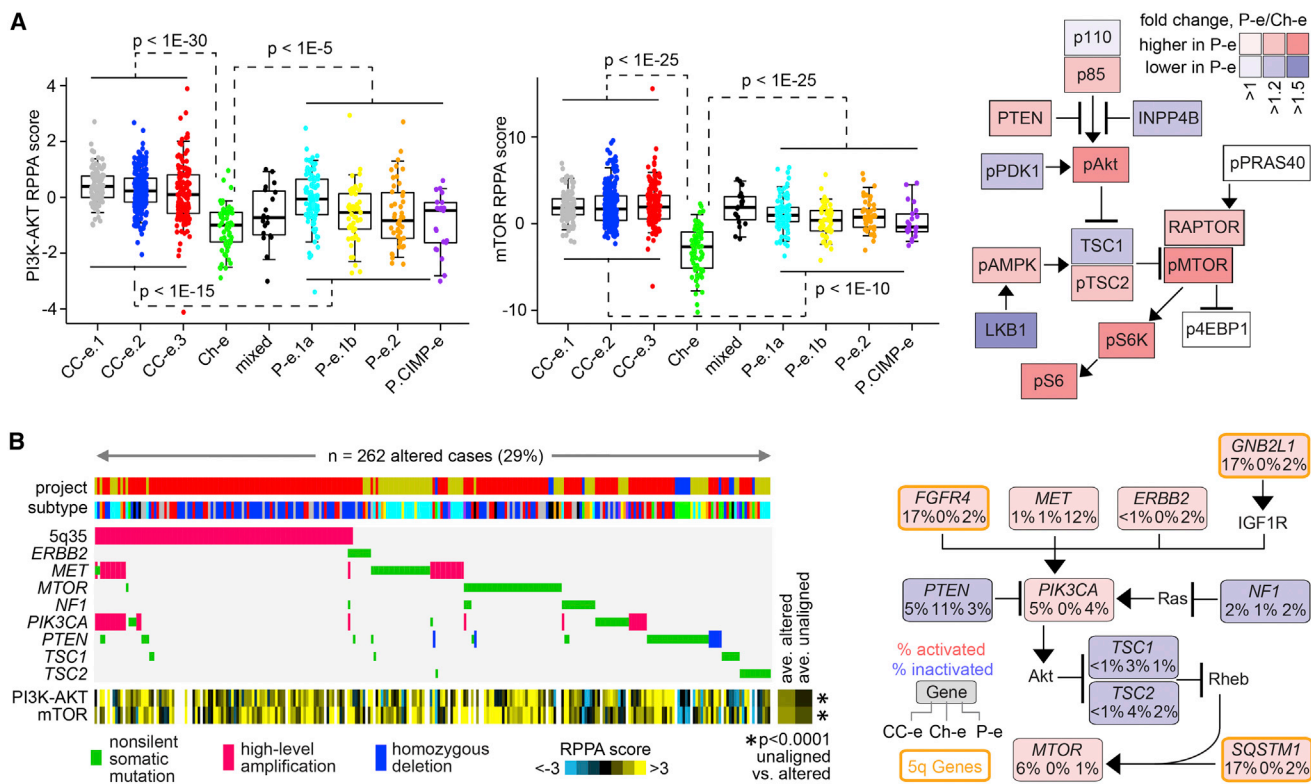 A
PI3K-AKT RPPA score
4
2
0
-2
-4
p < 1E-30
p < 1E-5
p < 1E-15
CC-e.1
CC-e.2
CC-e.3
Ch-e
mixed
P-e.1a
P-e.1b
P-e.2
P.CIMP-e
mTOR RPPA score
10
0
-10
p < 1E-25
p < 1E-25
p < 1E-10
CC-e.1
CC-e.2
CC-e.3
Ch-e
mixed
P-e.1a
P-e.1b
P-e.2
P.CIMP-e
fold change, P-e/Ch-e
higher in P-e
lower in P-e
>1
>1.2
>1.5
p110
p85
PTEN
INPP4B
pPDK1
pAkt
pPRAS40
TSC1
RAPTOR
pAMPK
pTSC2
pMTOR
LKB1
pS6K
p4EBP1
pS6
B
n = 262 altered cases (29%)
project
subtype
5q35
ERBB2
MET
MTOR
NF1
PIK3CA
PTEN
TSC1
TSC2
PI3K-AKT
mTOR
ave. altered
ave. unaligned
*
*
nonsilent
somatic
mutation
high-level
amplification
homozygous
deletion
RPPA score
<-3 >3
*p<0.0001
unaligned
vs. altered
GNB2L1
17% 0% 2%
FGFR4
17% 0% 2%
MET
1% 1% 12%
ERBB2
<1% 0% 2%
IGF1R
PTEN
5% 11% 3%
PIK3CA
5% 0% 4%
Ras
NF1
2% 1% 2%
% activated
% inactivated
Gene
CC-e Ch-e P-e
5q Genes
Akt
TSC1
<1% 3% 1%
TSC2
<1% 4% 2%
Rheb
MTOR
6% 0% 1%
SQSTM1
17% 0% 2%